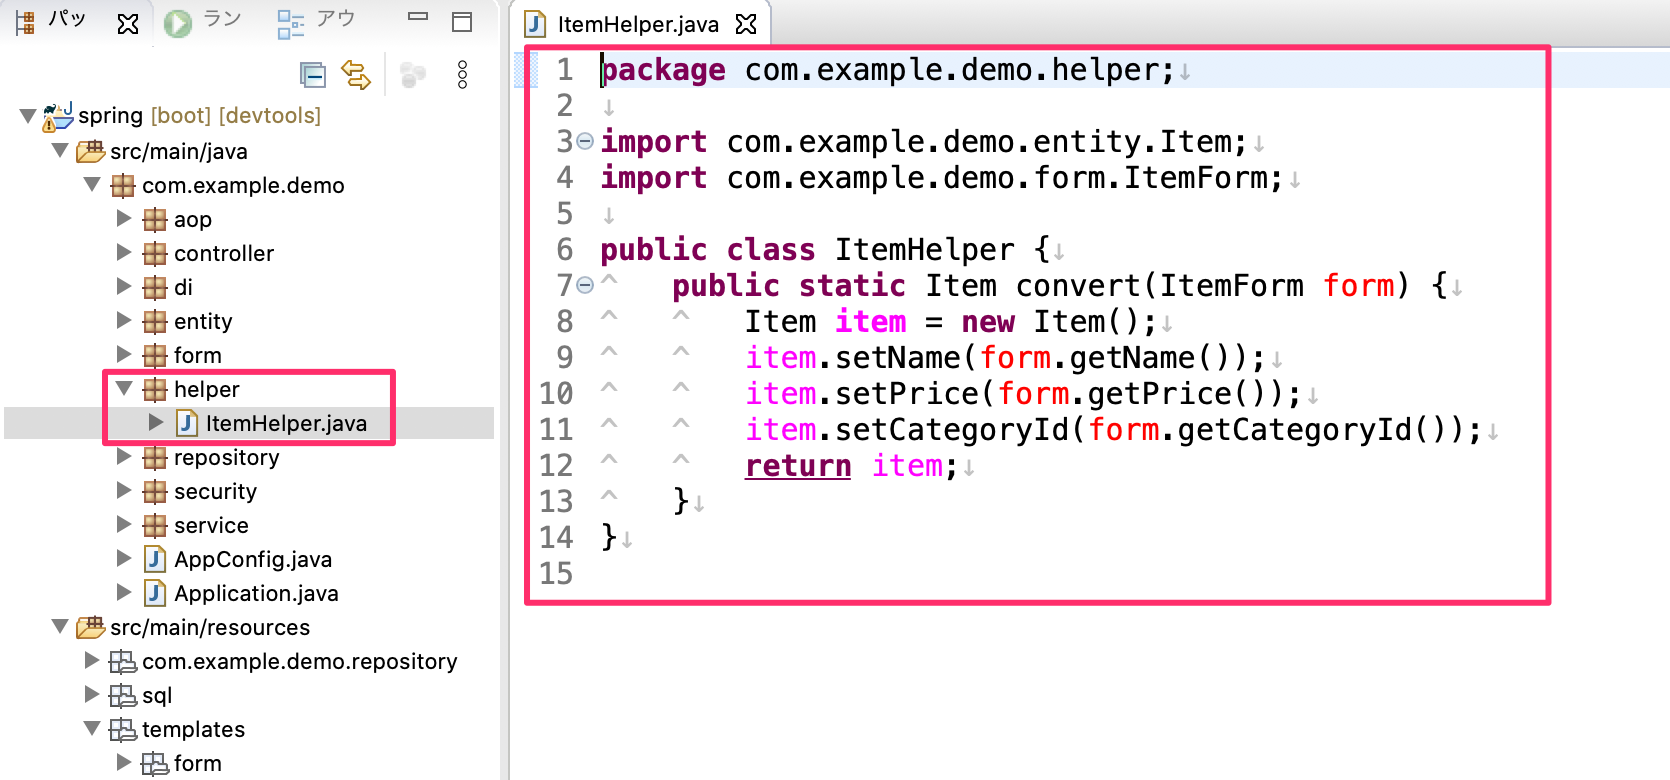 パッ
ラン
アウ
spring [boot] [devtools]
src/main/java
com.example.demo
aop
controller
di
entity
form
helper
ItemHelper.java
repository
security
service
AppConfig.java
Application.java
src/main/resources
com.example.demo.repository
sql
templates
form
ItemHelper.java
1 package com.example.demo.helper;↓
2 ↓
3 import com.example.demo.entity.Item;↓
4 import com.example.demo.form.ItemForm;↓
5 ↓
6 public class ItemHelper {↓
7 ^ public static Item convert(ItemForm form) {↓
8 ^ ^ Item item = new Item();↓
9 ^ ^ item.setName(form.getName());↓
10 ^ ^ item.setPrice(form.getPrice());↓
11 ^ ^ item.setCategoryId(form.getCategoryId());↓
12 ^ ^ return item;↓
13 ^ }↓
14 }↓
15